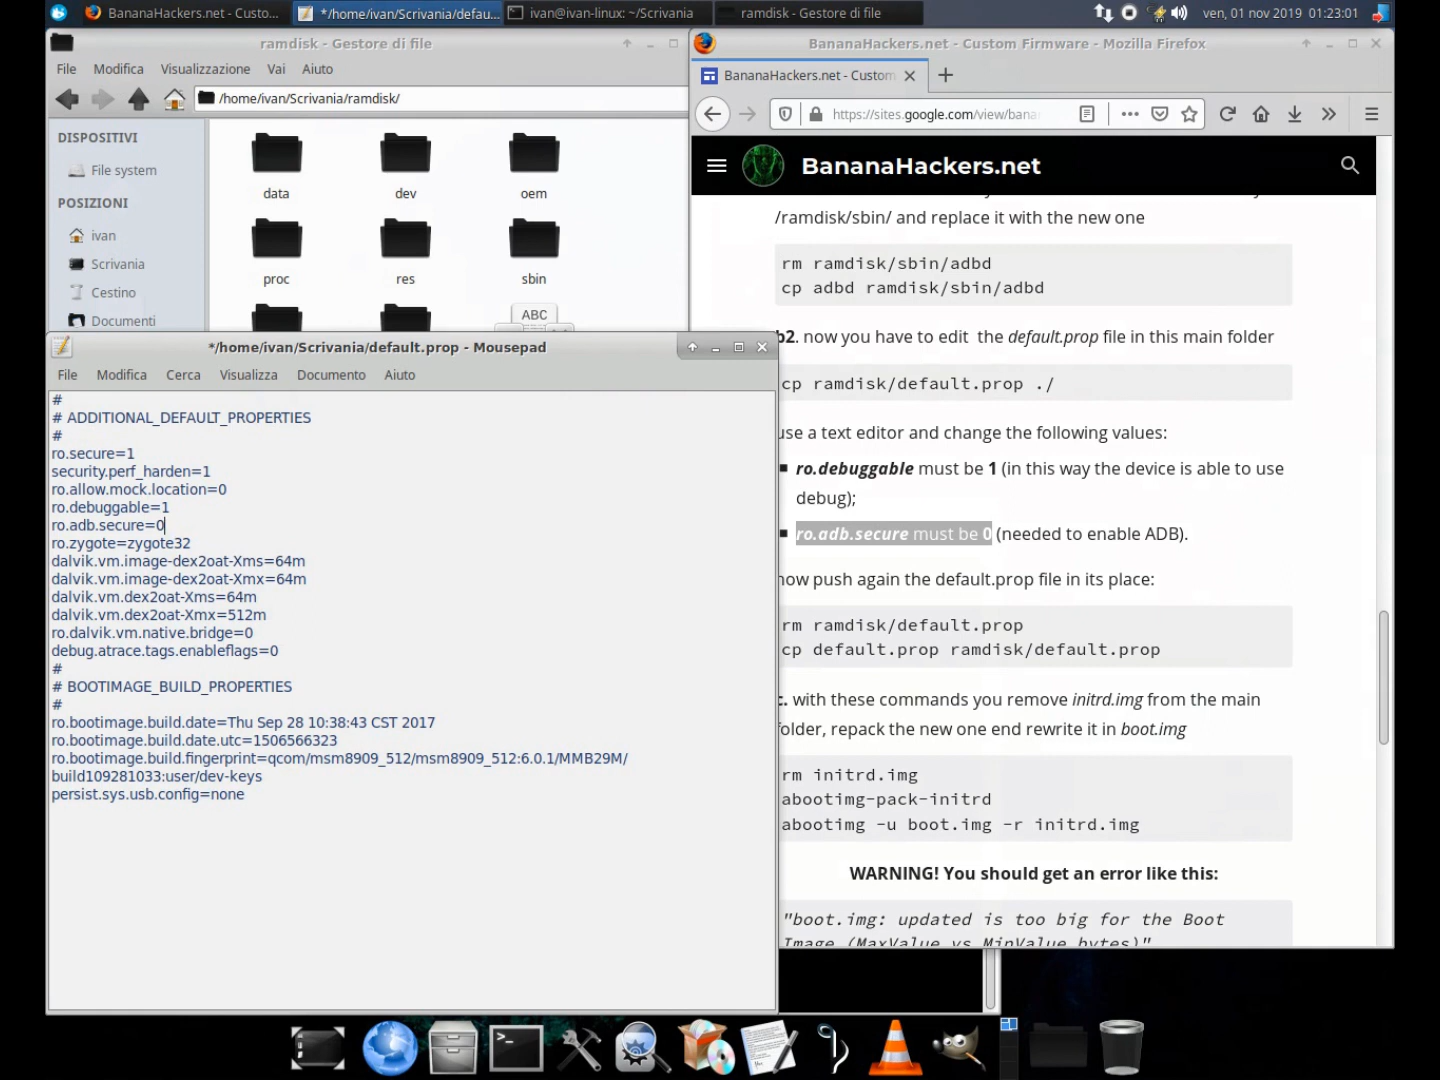 BananaHackers.net - Custo...
*/home/ivan/Scrivania/defau...
ivan@ivan-linux: ~/Scrivania
ramdisk - Gestore di file
ven, 01 nov 2019 01:23:01
ramdisk - Gestore di file
File Modifica Visualizzazione Vai Aiuto
/home/ivan/Scrivania/ramdisk/
DISPOSITIVI
File system
POSIZIONI
ivan
Scrivania
Cestino
Documenti
data
dev
oem
proc
res
sbin
ABC
BananaHackers.net - Custom Firmware - Mozilla Firefox
BananaHackers.net - Custom
https://sites.google.com/view/bana
BananaHackers.net
/ramdisk/sbin/ and replace it with the new one
rm ramdisk/sbin/adbd
cp adbd ramdisk/sbin/adbd
b2. now you have to edit the default.prop file in this main folder
cp ramdisk/default.prop ./
use a text editor and change the following values:
ro.debuggable must be 1 (in this way the device is able to use
debug);
ro.adb.secure must be 0 (needed to enable ADB).
now push again the default.prop file in its place:
rm ramdisk/default.prop
cp default.prop ramdisk/default.prop
c. with these commands you remove initrd.img from the main
folder, repack the new one end rewrite it in boot.img
rm initrd.img
abootimg-pack-initrd
abootimg -u boot.img -r initrd.img
WARNING! You should get an error like this:
"boot.img: updated is too big for the Boot
Image (MaxValue vs MinValue bytes)"
*/home/ivan/Scrivania/default.prop - Mousepad
File Modifica Cerca Visualizza Documento Aiuto
#
# ADDITIONAL_DEFAULT_PROPERTIES
#
ro.secure=1
security.perf_harden=1
ro.allow.mock.location=0
ro.debuggable=1
ro.adb.secure=0
ro.zygote=zygote32
dalvik.vm.image-dex2oat-Xms=64m
dalvik.vm.image-dex2oat-Xmx=64m
dalvik.vm.dex2oat-Xms=64m
dalvik.vm.dex2oat-Xmx=512m
ro.dalvik.vm.native.bridge=0
debug.atrace.tags.enableflags=0
#
# BOOTIMAGE_BUILD_PROPERTIES
#
ro.bootimage.build.date=Thu Sep 28 10:38:43 CST 2017
ro.bootimage.build.date.utc=1506566323
ro.bootimage.build.fingerprint=qcom/msm8909_512/msm8909_512:6.0.1/MMB29M/
build109281033:user/dev-keys
persist.sys.usb.config=none